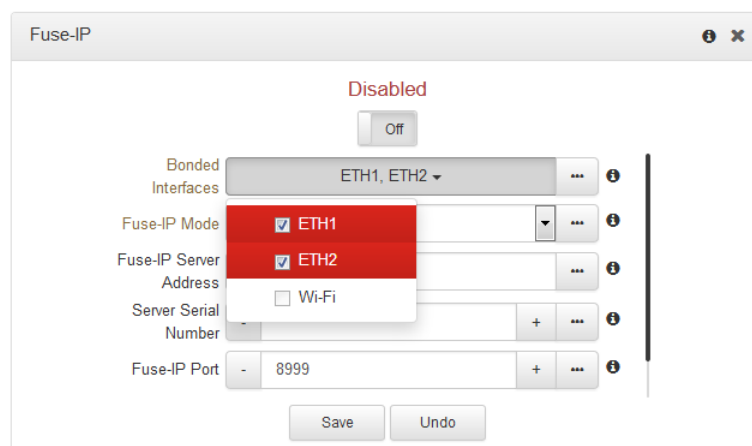 Fuse-IP
Disabled
Off
Bonded Interfaces
ETH1, ETH2
Fuse-IP Mode
ETH1
ETH2
Wi-Fi
Fuse-IP Server Address
Server Serial Number
- +
Fuse-IP Port
- 8999 +
Save Undo